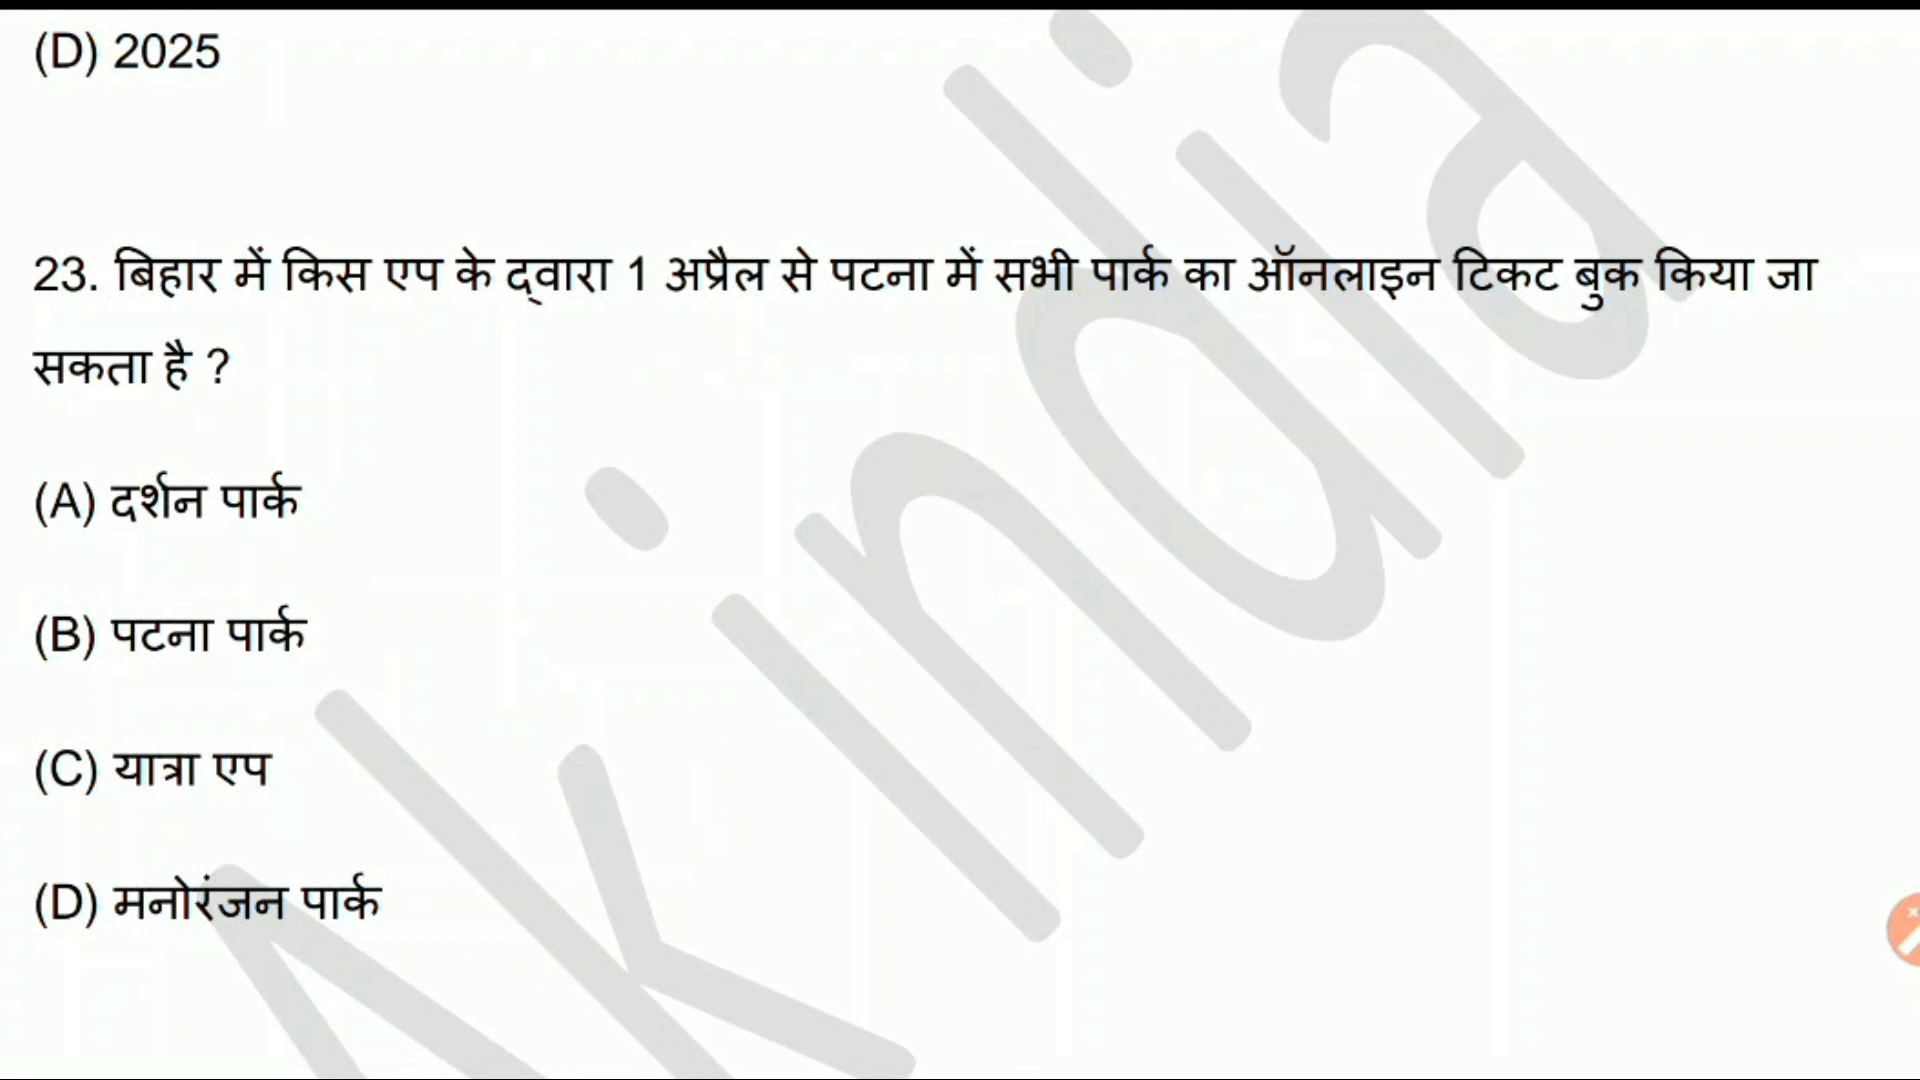 (D) 2025
23. बिहार में किस एप के द्वारा 1 अप्रैल से पटना में सभी पार्क का ऑनलाइन टिकट बुक किया जा
सकता है ?
(A) दर्शन पार्क
(B) पटना पार्क
(C) यात्रा एप
(D) मनोरंजन पार्क
Ak india